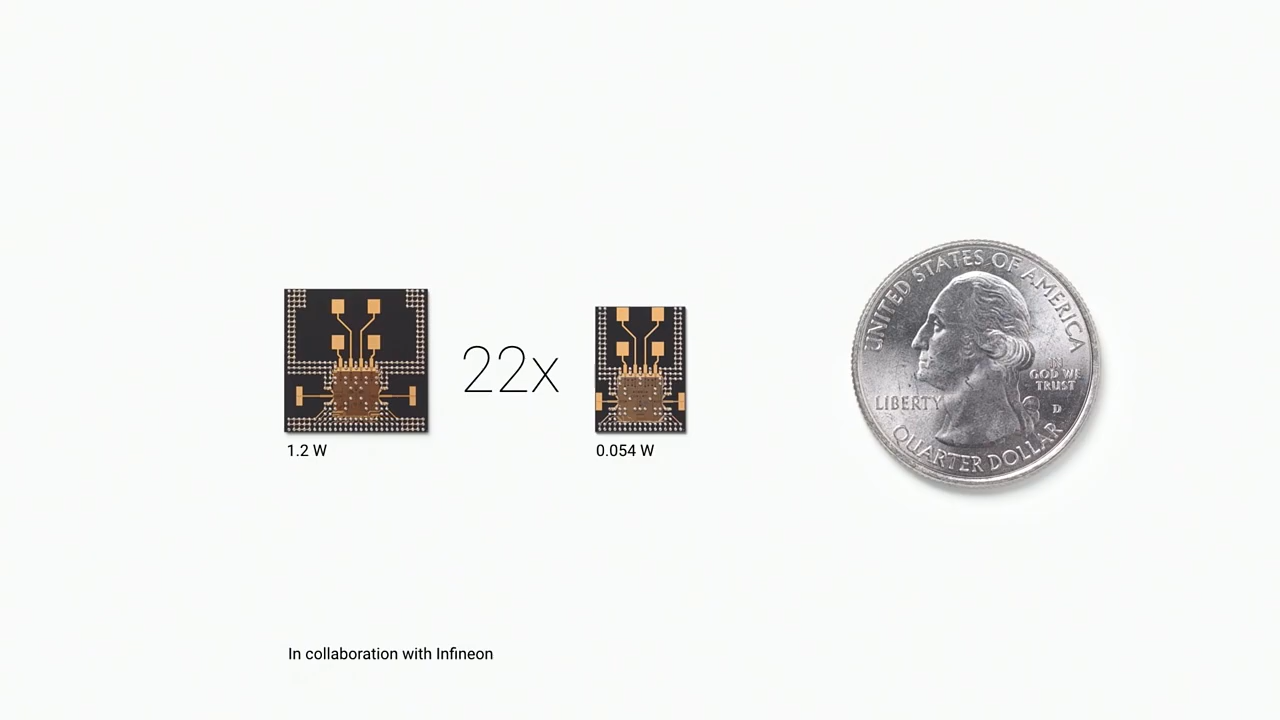 22x
1.2 W
0.054 W
UNITED STATES OF AMERICA
IN
GOD WE
TRUST
LIBERTY
D
QUARTER DOLLAR
In collaboration with Infineon